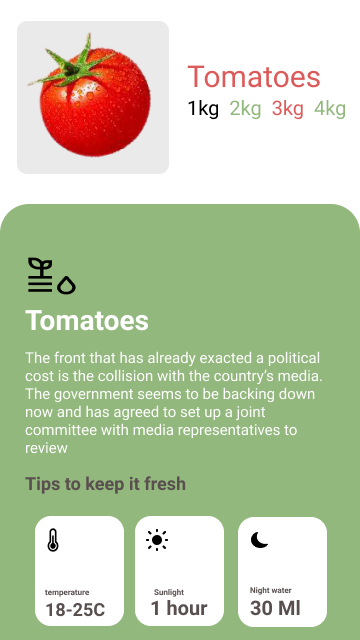 Tomatoes
1kg 2kg 3kg 4kg
Tomatoes
The front that has already exacted a political
cost is the collision with the country's media.
The government seems to be backing down
now and has agreed to set up a joint
committee with media representatives to
review
Tips to keep it fresh
temperature
18-25C
Sunlight
1 hour
Night water
30 Ml